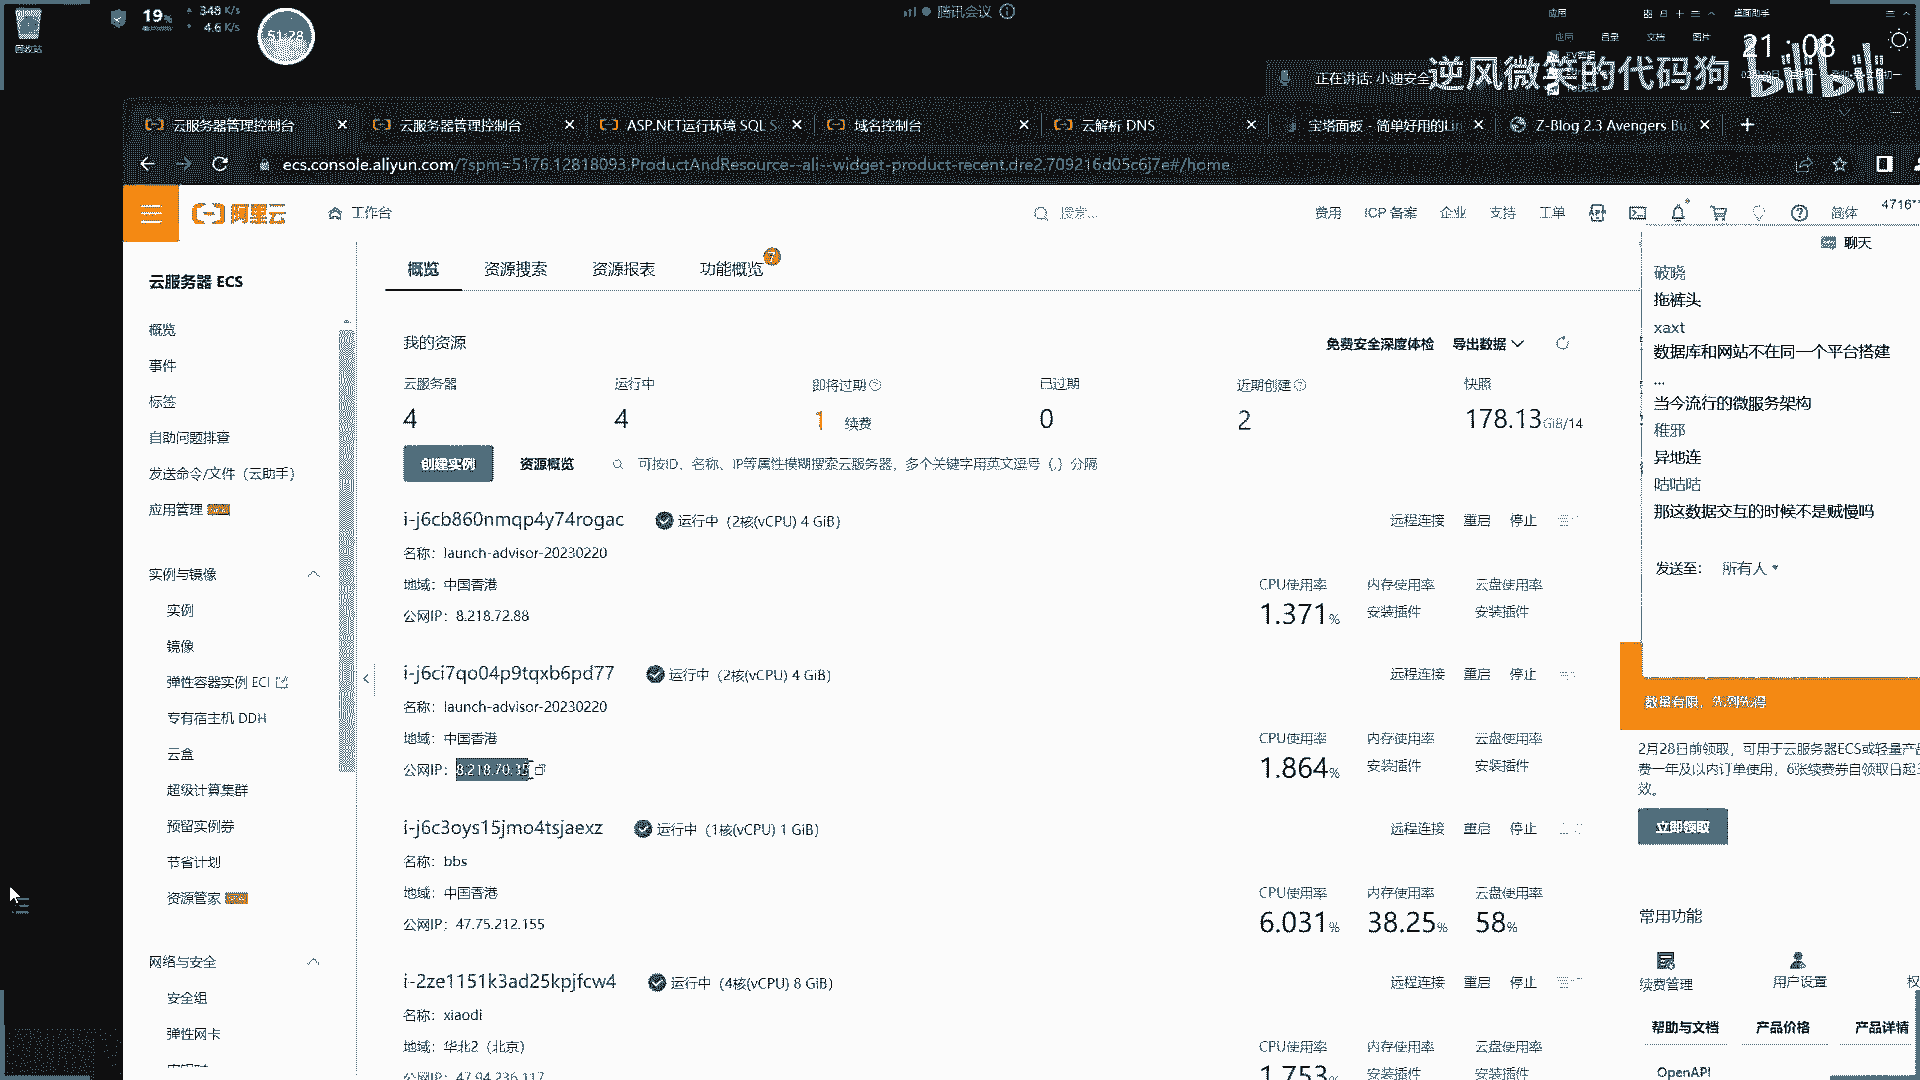 回收站
19%
348 K/s
4.6 K/s
51:28
腾讯会议
应用
桌面助手
应用
目录
文档
图片
21:08
正在讲话: 小迪安全
逆风微笑的代码狗
bilibili
云服务器管理控制台
云服务器管理控制台
ASP.NET运行环境 SQL S
域名控制台
云解析 DNS
宝塔面板 - 简单好用的Lin
Z-Blog 2.3 Avengers Bu
ecs.console.aliyun.com/?spm=5176.12818093.ProductAndResource--ali--widget-product-recent.dre2.709216d05c6j7e#/home
阿里云
工作台
搜索...
费用
ICP 备案
企业
支持
工单
简体
4716**
云服务器 ECS
概览
事件
标签
自助问题排查
发送命令/文件（云助手）
应用管理
实例与镜像
实例
镜像
弹性容器实例 ECI
专有宿主机 DDH
云盒
超级计算集群
预留实例券
节省计划
资源管家
网络与安全
安全组
弹性网卡
概览
资源搜索
资源报表
功能概览
7
我的资源
免费安全深度体检
导出数据
云服务器
运行中
即将过期
已过期
近期创建
快照
4
4
1 续费
0
2
178.13GiB/14
创建实例
资源概览
可按ID、名称、IP等属性模糊搜索云服务器，多个关键字用英文逗号（,）分隔
i-j6cb860nmqp4y74rogac
运行中（2核(vCPU) 4 GiB）
远程连接 重启 停止
名称：launch-advisor-20230220
地域：中国香港
公网IP：8.218.72.88
CPU使用率 内存使用率 云盘使用率
1.371% 安装插件 安装插件
i-j6ci7qo04p9tqxb6pd77
运行中（2核(vCPU) 4 GiB）
远程连接 重启 停止
名称：launch-advisor-20230220
地域：中国香港
公网IP：8.218.70.35
CPU使用率 内存使用率 云盘使用率
1.864% 安装插件 安装插件
i-j6c3oys15jmo4tsjaexz
运行中（1核(vCPU) 1 GiB）
远程连接 重启 停止
名称：bbs
地域：中国香港
公网IP：47.75.212.155
CPU使用率 内存使用率 云盘使用率
6.031% 38.25% 58%
i-2ze1151k3ad25kpjfcw4
运行中（4核(vCPU) 8 GiB）
远程连接 重启 停止
名称：xiaodi
地域：华北2（北京）
公网IP：47.94.236.117
CPU使用率 内存使用率 云盘使用率
1.753% 安装插件 安装插件
聊天
破晓
拖裤头
xaxt
数据库和网站不在同一个平台搭建
...
当今流行的微服务架构
稚邪
异地连
咕咕咕
那这数据交互的时候不是贼慢吗
发送至： 所有人
数量有限，先到先得
2月28日前领取，可用于云服务器ECS或轻量产品
费一年及以内订单使用，6张续费券自领取日起
效。
立即领取
常用功能
续费管理
用户设置
权
帮助与文档
产品价格
产品详情
OpenAPI